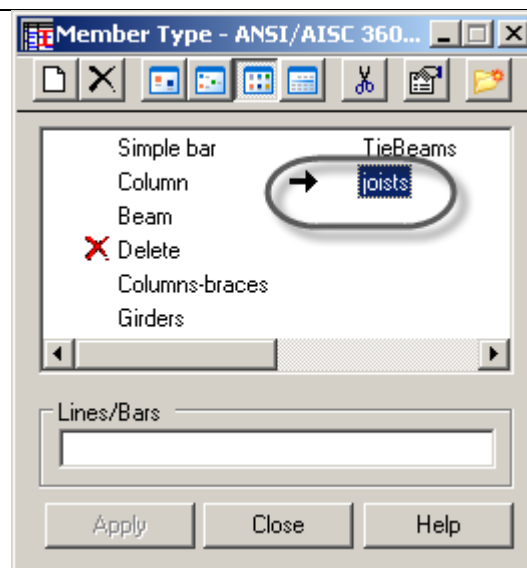 Member Type - ANSI/AISC 360...
Simple bar TieBeams
Column joists
Beam
Delete
Columns-braces
Girders
Lines/Bars
Apply Close Help